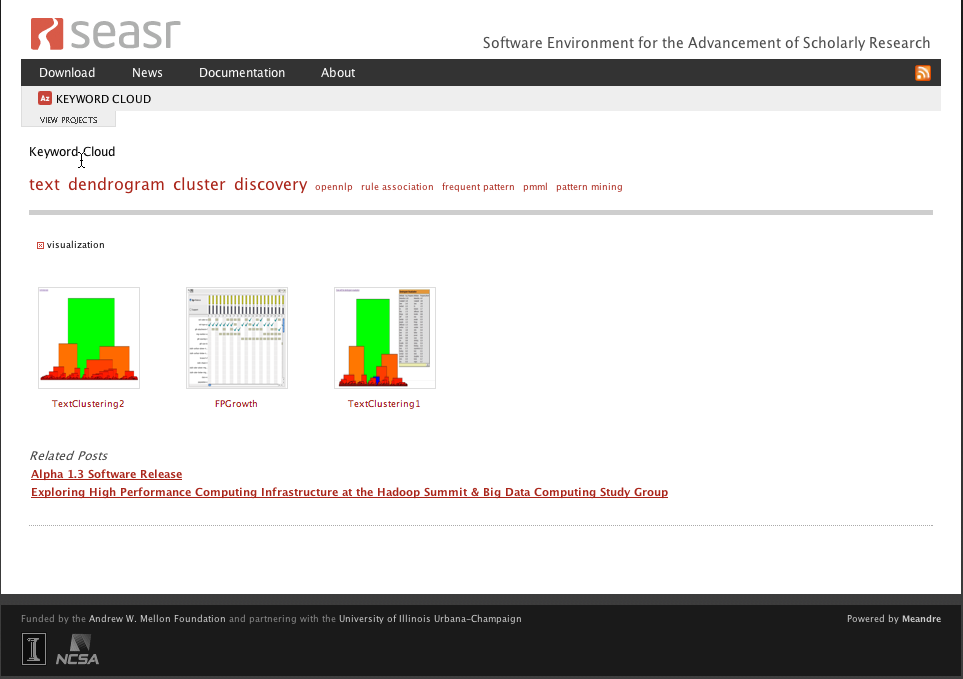 seasr
Software Environment for the Advancement of Scholarly Research
Download News Documentation About
Az KEYWORD CLOUD
VIEW PROJECTS
Keyword Cloud
text dendrogram cluster discovery opennlp rule association frequent pattern pmml pattern mining
visualization
TextClustering2 FPGrowth TextClustering1
Related Posts
Alpha 1.3 Software Release
Exploring High Performance Computing Infrastructure at the Hadoop Summit & Big Data Computing Study Group
Funded by the Andrew W. Mellon Foundation and partnering with the University of Illinois Urbana-Champaign Powered by Meandre
I NCSA